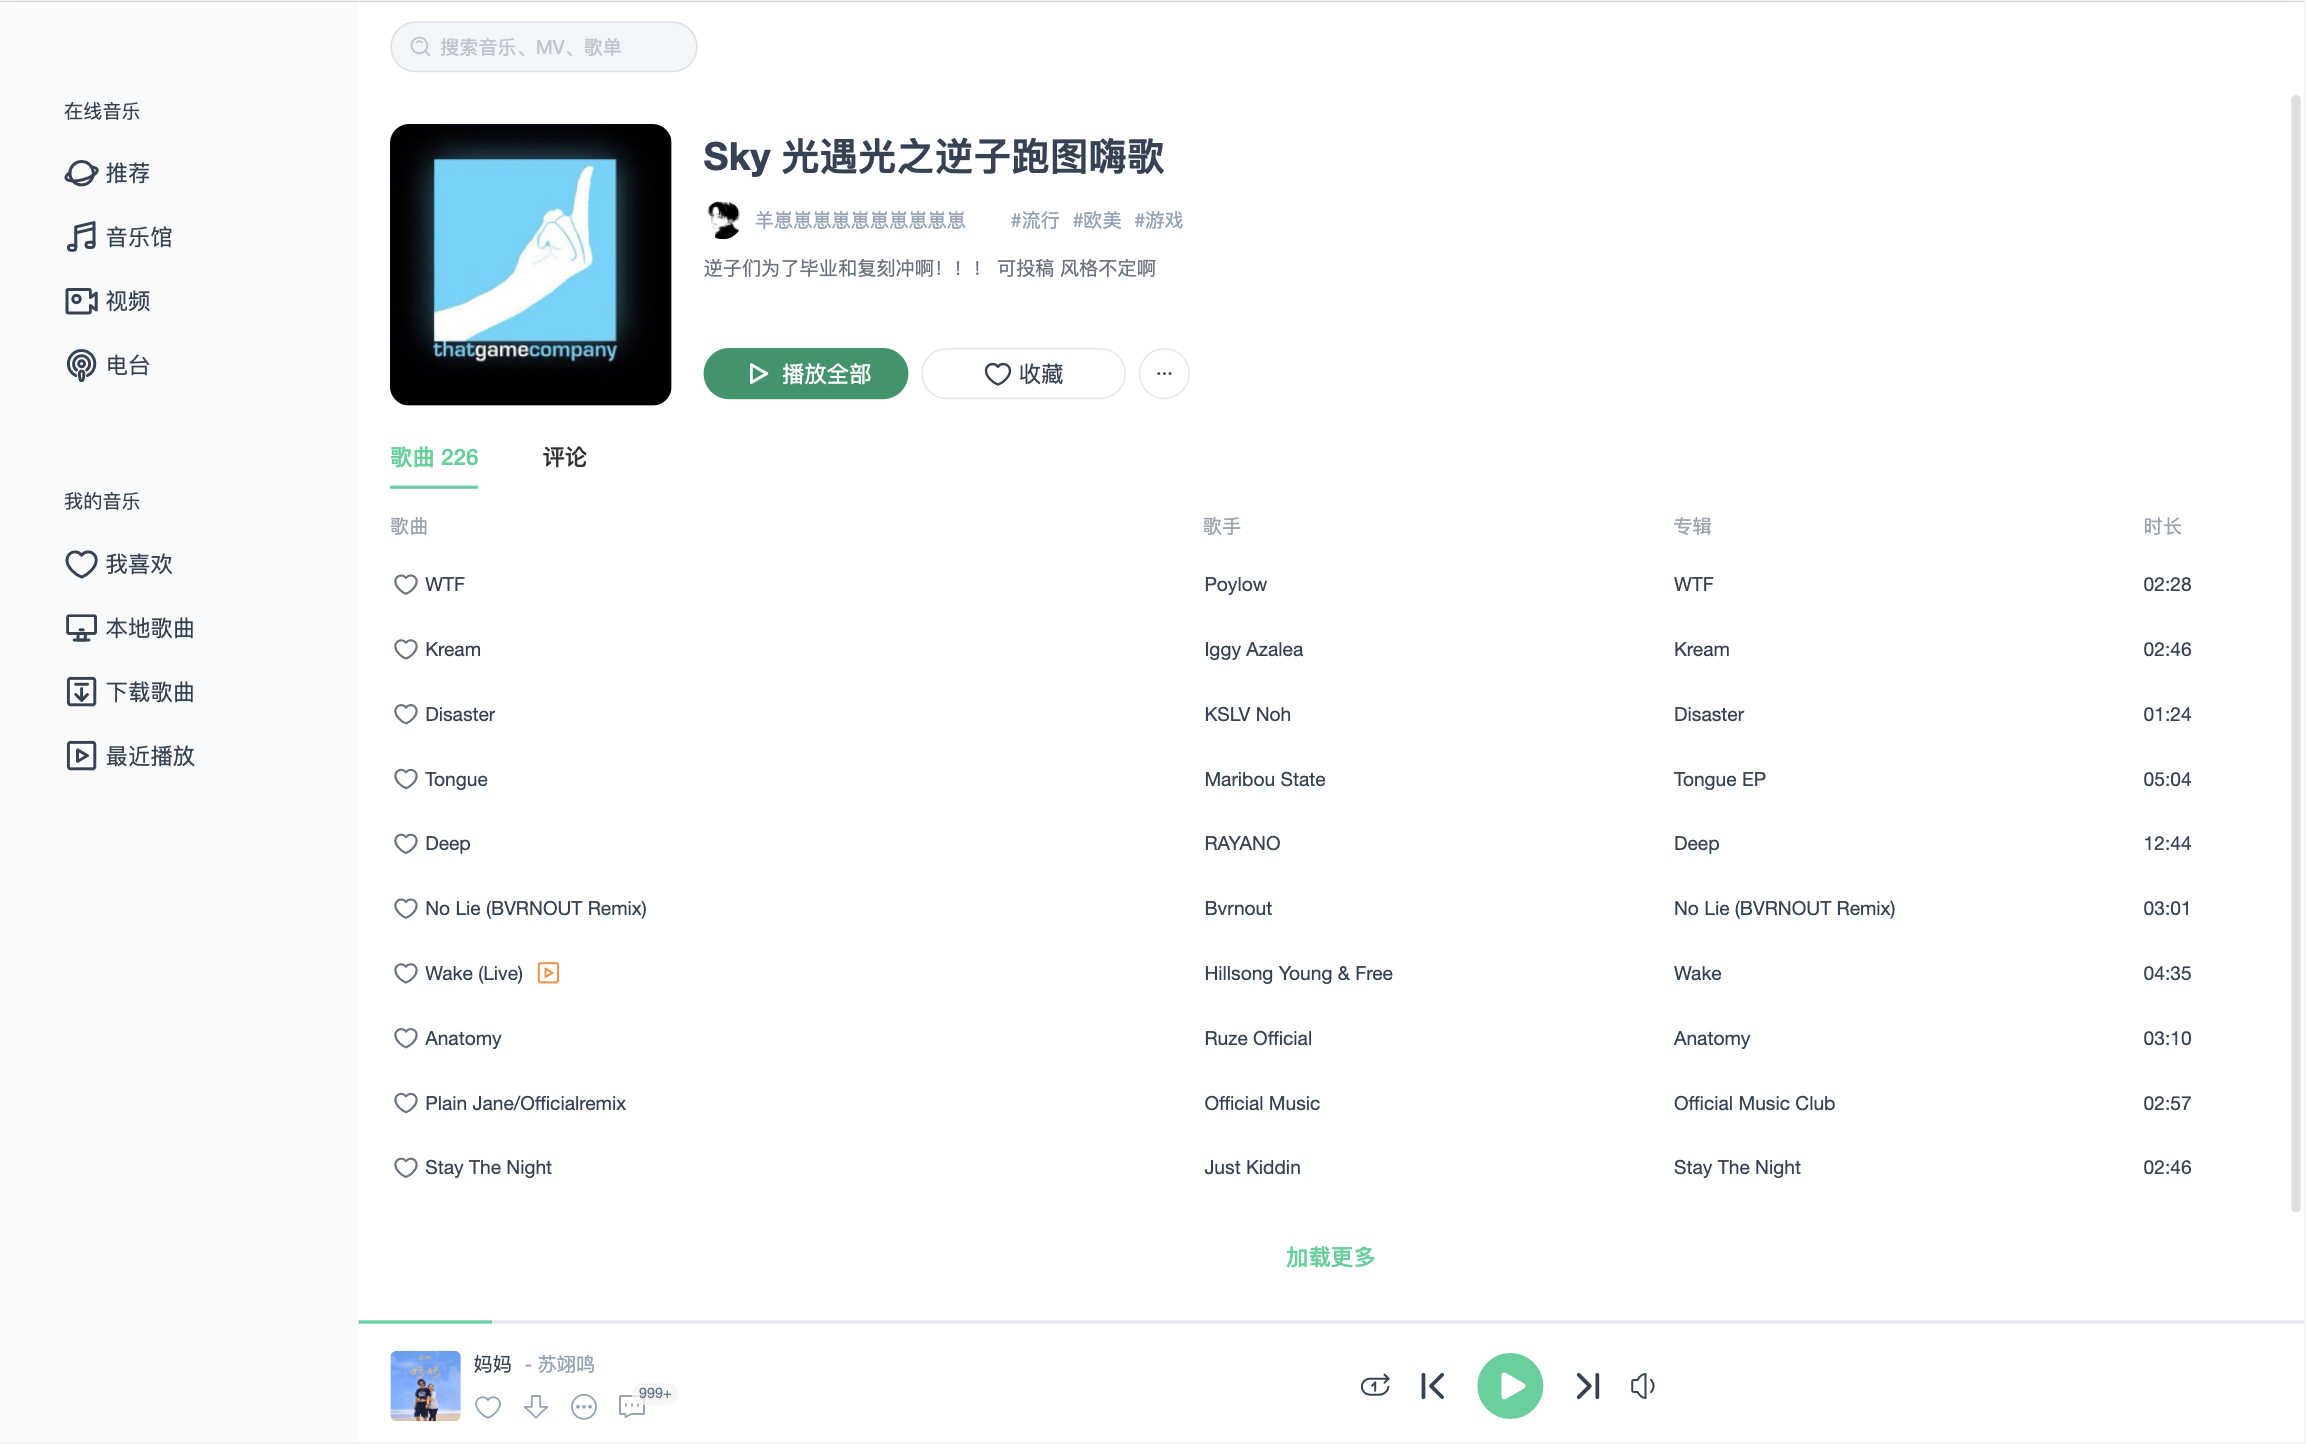 搜索音乐、MV、歌单
在线音乐
推荐
音乐馆
视频
电台
我的音乐
我喜欢
本地歌曲
下载歌曲
最近播放
thatgamecompany
Sky 光遇光之逆子跑图嗨歌
羊崽崽崽崽崽崽崽崽崽崽 #流行 #欧美 #游戏
逆子们为了毕业和复刻冲啊！！！ 可投稿 风格不定啊
播放全部 收藏
歌曲 226 评论
歌曲 歌手 专辑 时长
WTF Poylow WTF 02:28
Kream Iggy Azalea Kream 02:46
Disaster KSLV Noh Disaster 01:24
Tongue Maribou State Tongue EP 05:04
Deep RAYANO Deep 12:44
No Lie (BVRNOUT Remix) Bvrnout No Lie (BVRNOUT Remix) 03:01
Wake (Live) Hillsong Young & Free Wake 04:35
Anatomy Ruze Official Anatomy 03:10
Plain Jane/Officialremix Official Music Official Music Club 02:57
Stay The Night Just Kiddin Stay The Night 02:46
加载更多
妈妈 - 苏翊鸣
999+
1